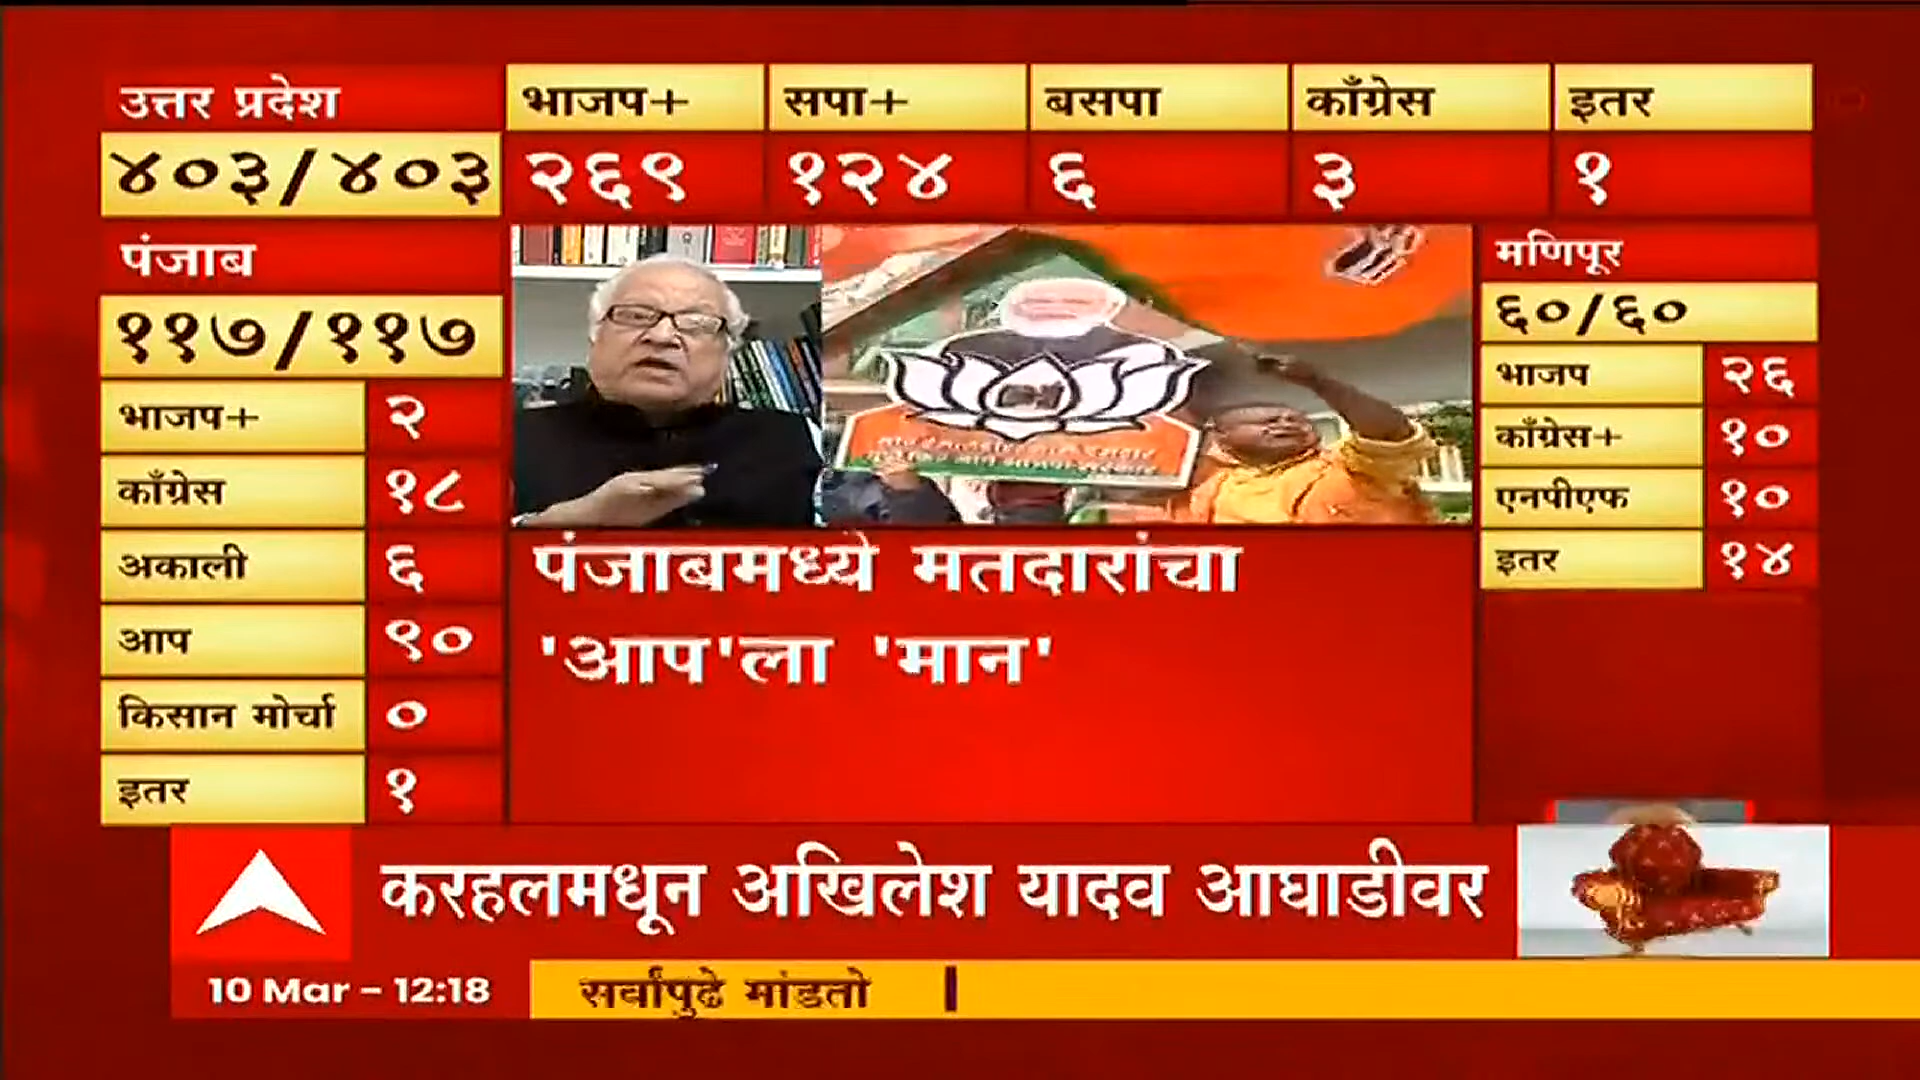 उत्तर प्रदेश
४०३/४०३
भाजप+
सपा+
बसपा
काँग्रेस
इतर
२६९
१२४
६
३
१
पंजाब
११७/११७
भाजप+ २
काँग्रेस १८
अकाली ६
आप ९०
किसान मोर्चा ०
इतर १
मणिपूर
६०/६०
भाजप २६
काँग्रेस+ १०
एनपीएफ १०
इतर १४
पंजाबमध्ये मतदारांचा
'आप'ला 'मान'
करहलमधून अखिलेश यादव आघाडीवर
10 Mar - 12:18
सर्वांपुढे मांडतो